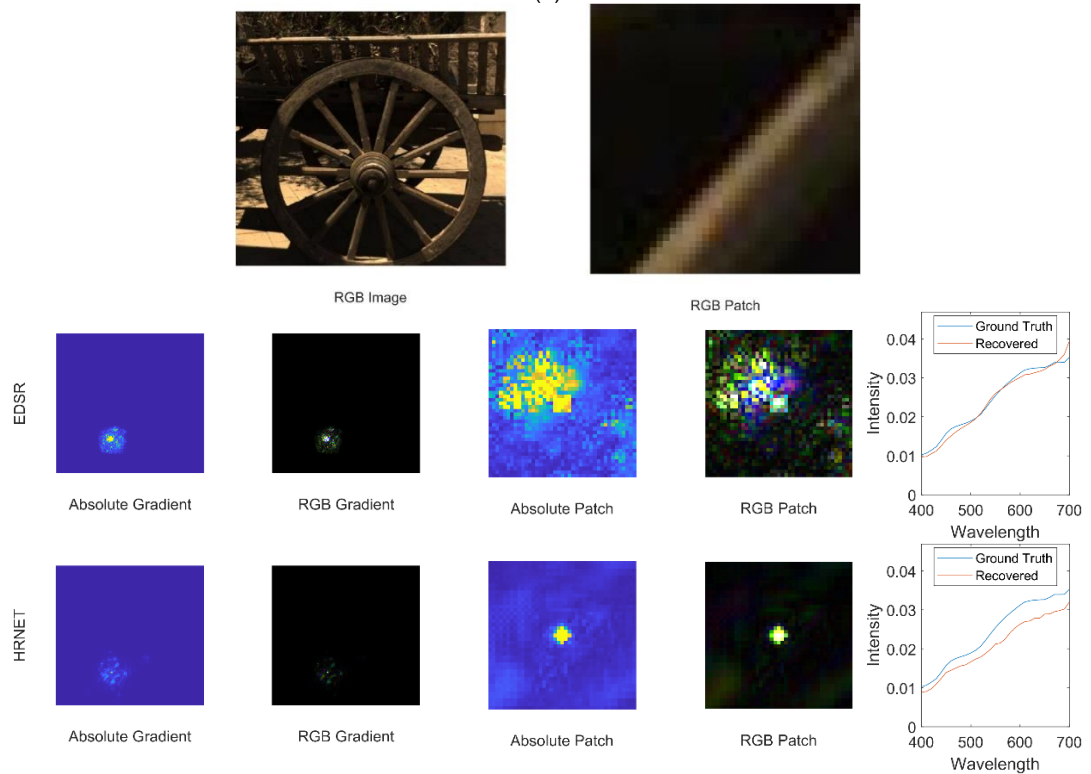 RGB Image
RGB Patch
EDSR
Absolute Gradient
RGB Gradient
Absolute Patch
RGB Patch
Ground Truth
Recovered
0.04
0.03
0.02
0.01
0
Intensity
400 500 600 700
Wavelength
HRNET
Absolute Gradient
RGB Gradient
Absolute Patch
RGB Patch
Ground Truth
Recovered
0.04
0.03
0.02
0.01
0
Intensity
400 500 600 700
Wavelength